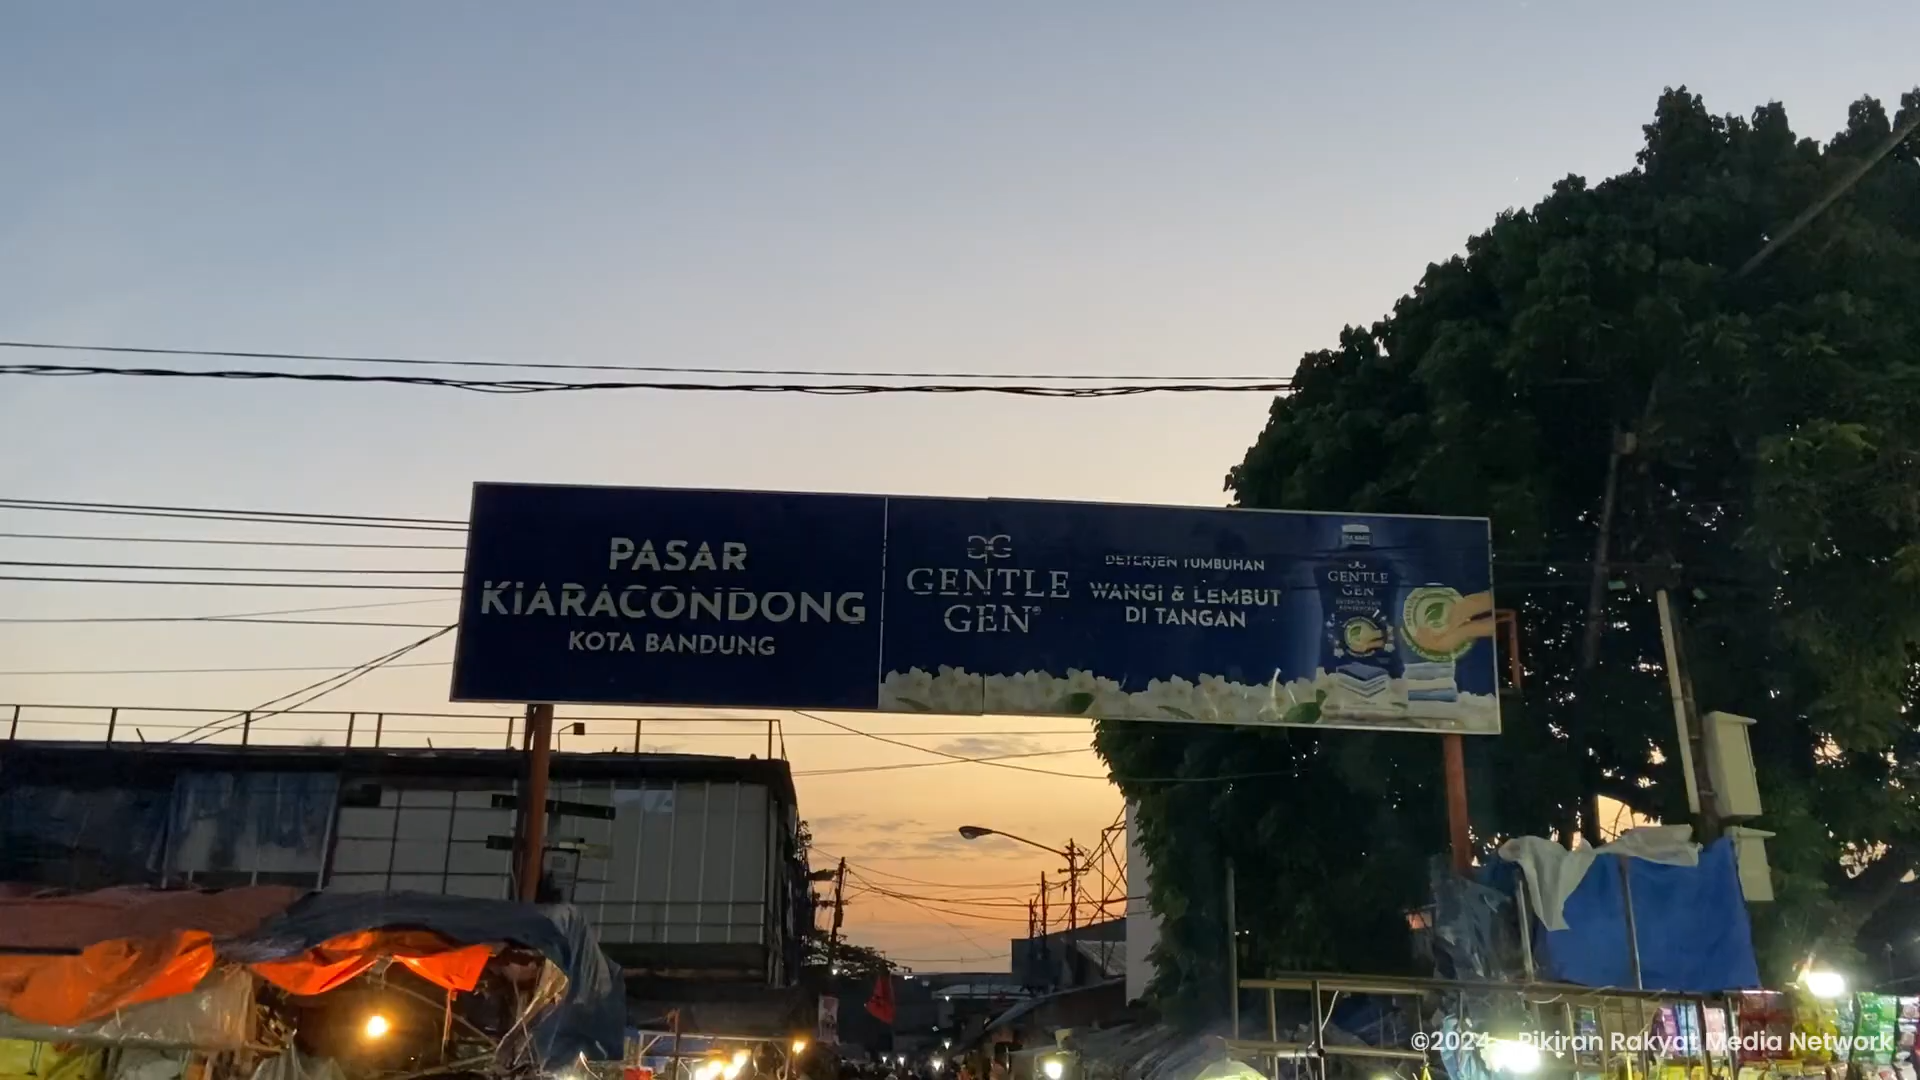 PASAR
KIARACONDONG
KOTA BANDUNG
GENTLE
GEN®
DETERJEN TUMBUHAN
WANGI & LEMBUT
DI TANGAN
GENTLE
GEN
©2024 - Pikiran Rakyat Media Network